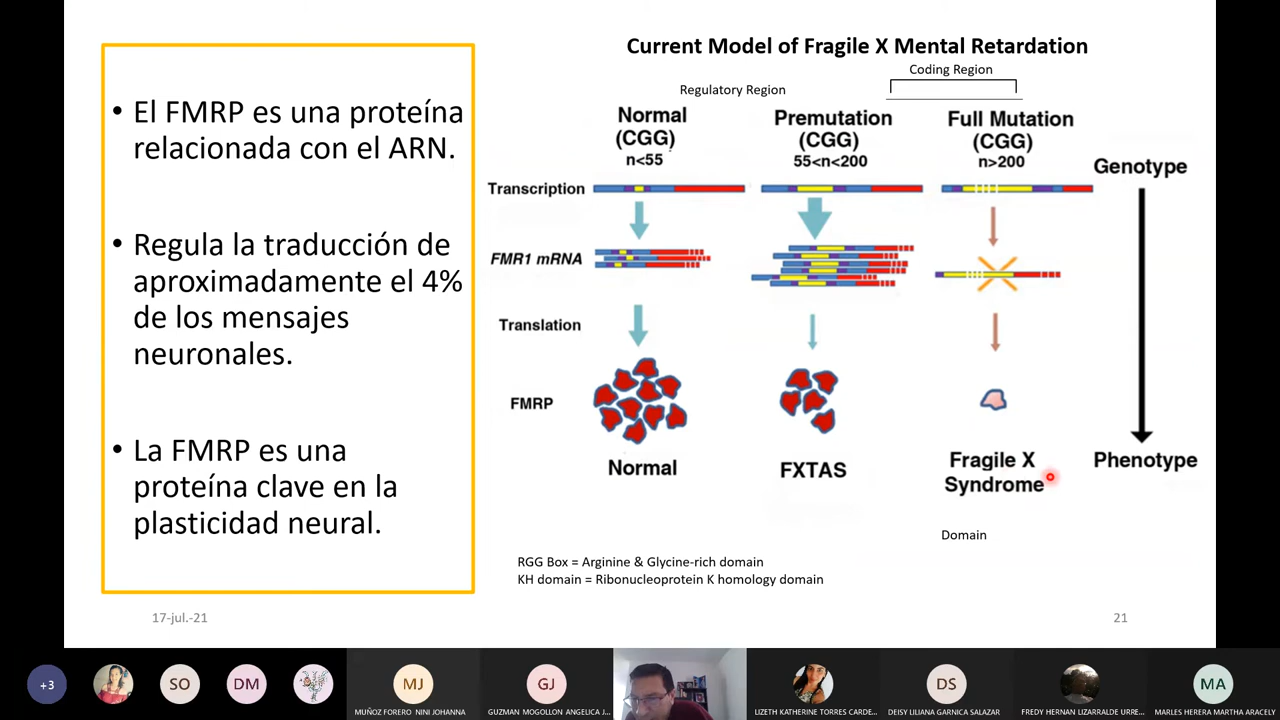 • El FMRP es una proteína
relacionada con el ARN.
• Regula la traducción de
aproximadamente el 4%
de los mensajes
neuronales.
• La FMRP es una
proteína clave en la
plasticidad neural.
Current Model of Fragile X Mental Retardation
Coding Region
Regulatory Region
Normal
(CGG)
n<55
Premutation
(CGG)
55<n<200
Full Mutation
(CGG)
n>200
Genotype
Transcription
FMR1 mRNA
Translation
FMRP
Normal
FXTAS
Fragile X
Syndrome
Phenotype
Domain
RGG Box = Arginine & Glycine-rich domain
KH domain = Ribonucleoprotein K homology domain
17-jul.-21
21
+3
SO
DM
MJ
MUÑOZ FORERO NINI JOHANNA
GJ
GUZMAN MOGOLLON ANGELICA J...
LIZETH KATHERINE TORRES CARDE...
DS
DEISY LILIANA GARNICA SALAZAR
FREDY HERNAN LIZARRALDE URRE...
MA
MARLES HERERA MARTHA ARACELY